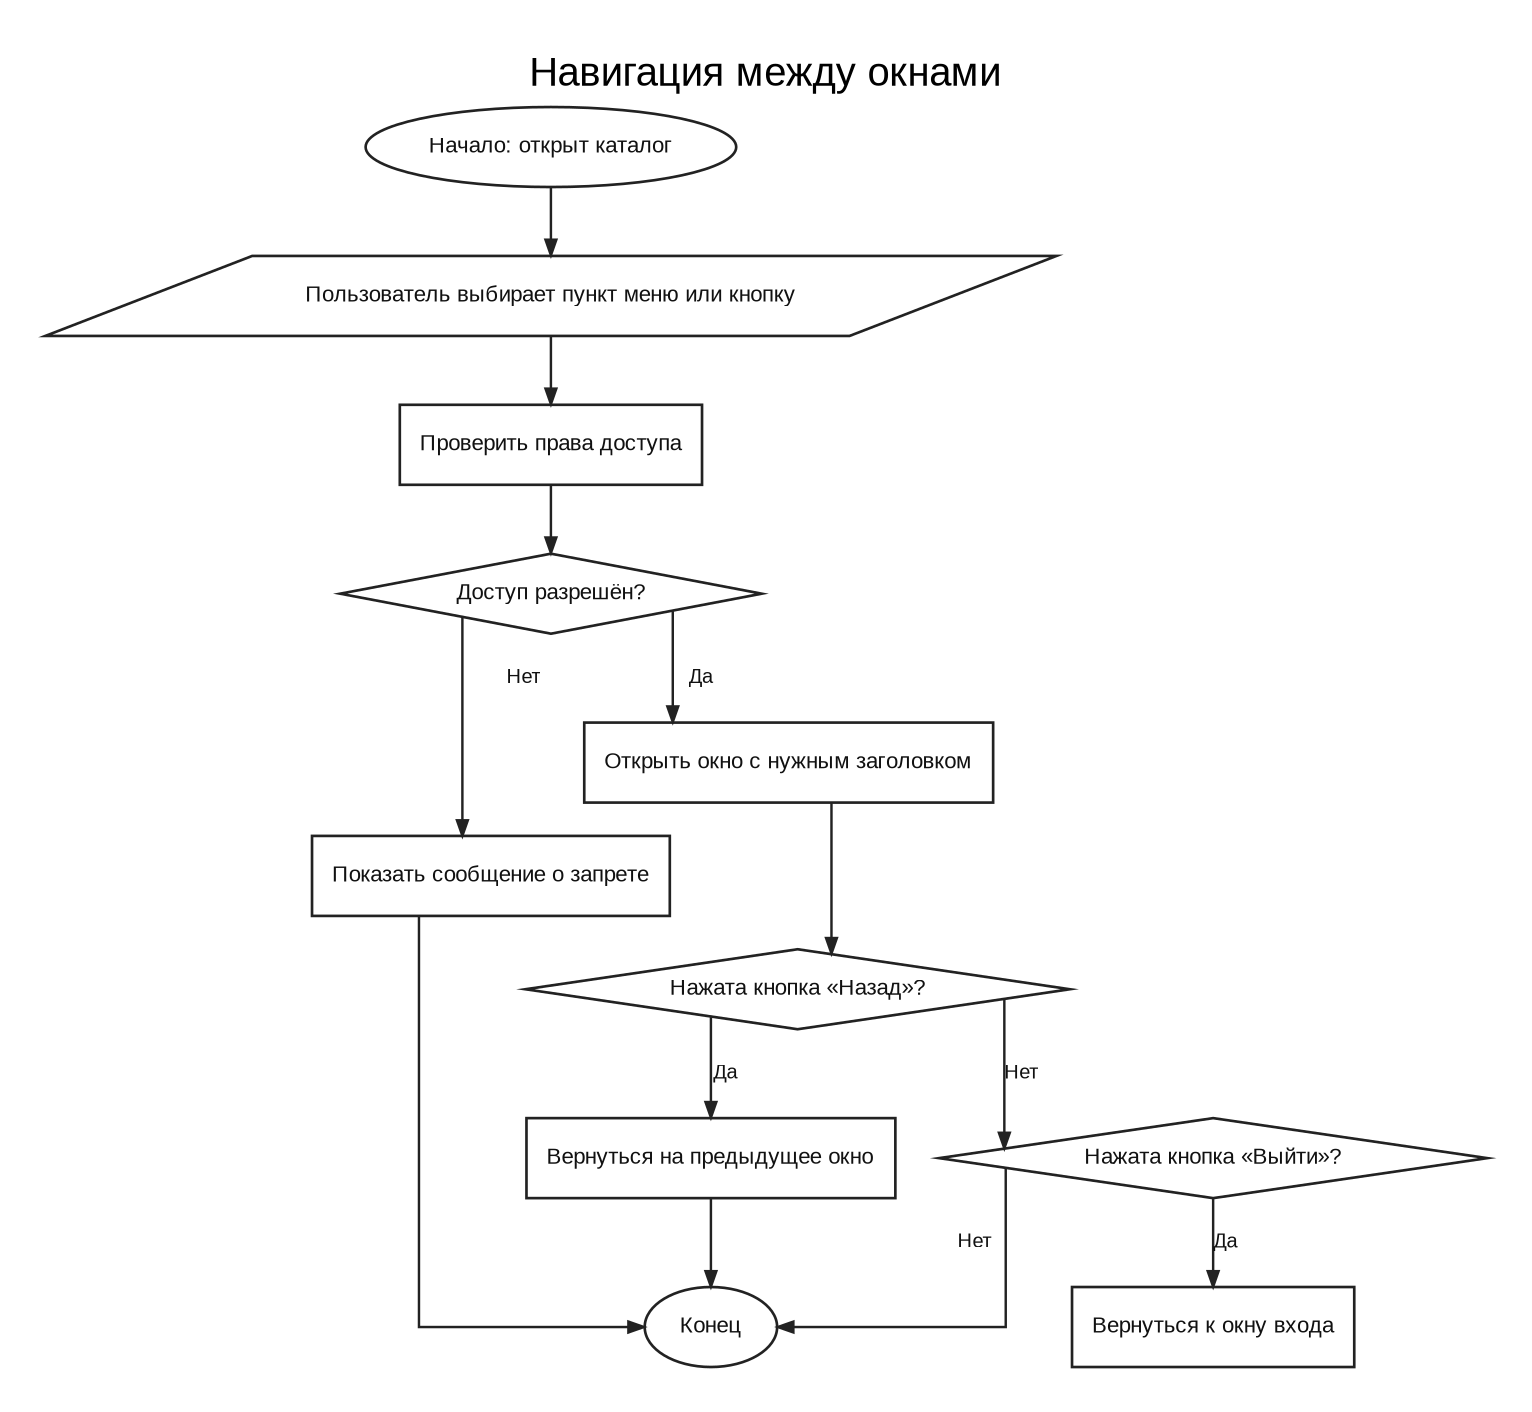 Навигация между окнами
Начало: открыт каталог
Пользователь выбирает пункт меню или кнопку
Проверить права доступа
Доступ разрешён?
Нет
Да
Открыть окно с нужным заголовком
Показать сообщение о запрете
Нажата кнопка «Назад»?
Да
Нет
Вернуться на предыдущее окно
Нажата кнопка «Выйти»?
Нет
Да
Конец
Вернуться к окну входа